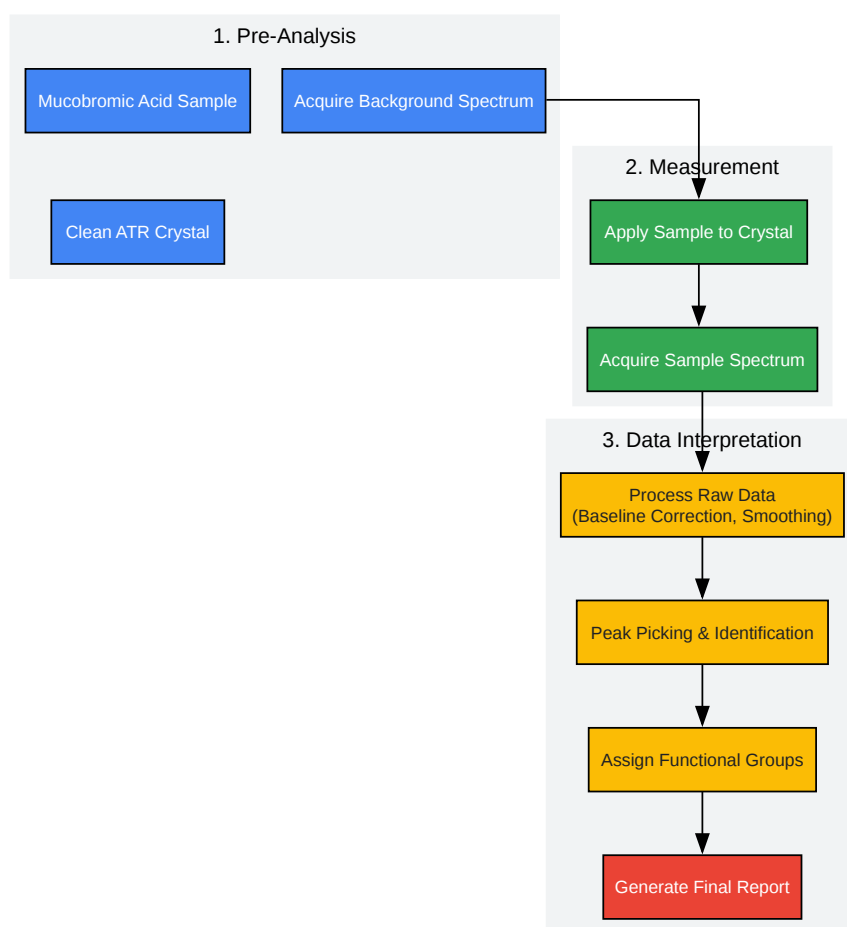 1. Pre-Analysis
Mucobromic Acid Sample
Acquire Background Spectrum
Clean ATR Crystal
2. Measurement
Apply Sample to Crystal
Acquire Sample Spectrum
3. Data Interpretation
Process Raw Data
(Baseline Correction, Smoothing)
Peak Picking & Identification
Assign Functional Groups
Generate Final Report